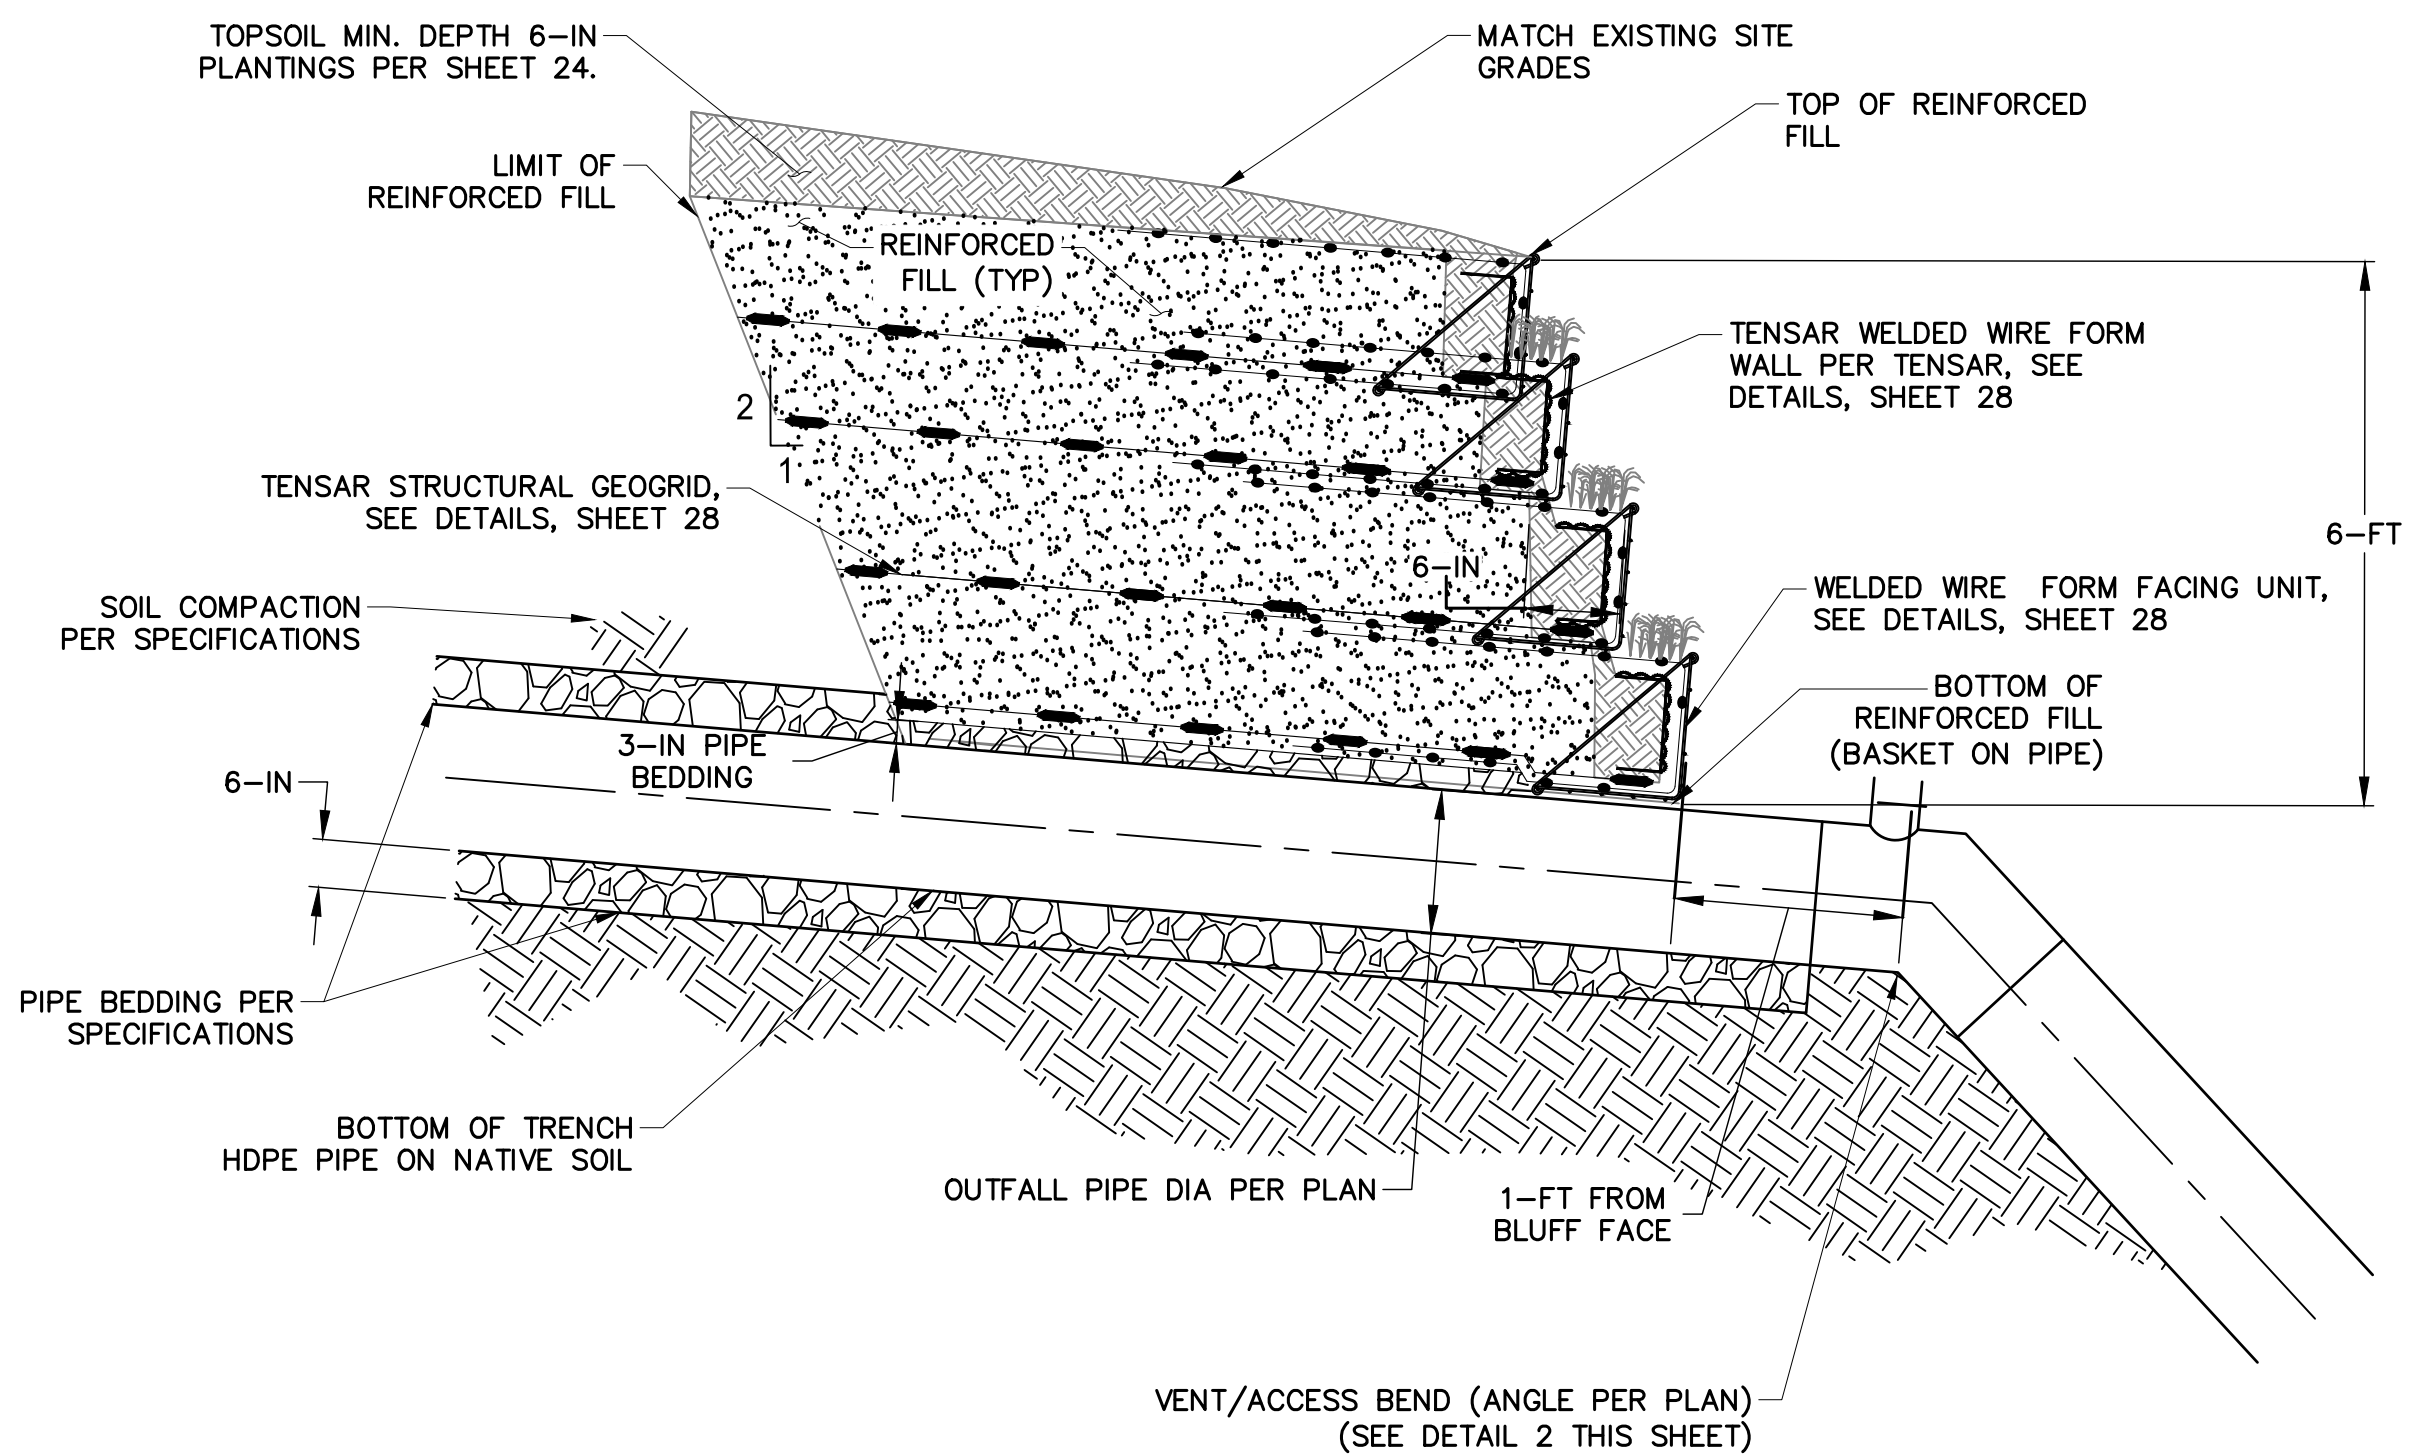 TOPSOIL MIN. DEPTH 6-IN
PLANTINGS PER SHEET 24.
MATCH EXISTING SITE
GRADES
TOP OF REINFORCED
FILL
LIMIT OF
REINFORCED FILL
REINFORCED
FILL (TYP)
TENSAR WELDED WIRE FORM
WALL PER TENSAR, SEE
DETAILS, SHEET 28
2
1
TENSAR STRUCTURAL GEOGRID,
SEE DETAILS, SHEET 28
6-FT
6-IN
WELDED WIRE FORM FACING UNIT,
SEE DETAILS, SHEET 28
SOIL COMPACTION
PER SPECIFICATIONS
BOTTOM OF
REINFORCED FILL
(BASKET ON PIPE)
3-IN PIPE
BEDDING
6-IN
PIPE BEDDING PER
SPECIFICATIONS
BOTTOM OF TRENCH
HDPE PIPE ON NATIVE SOIL
OUTFALL PIPE DIA PER PLAN
1-FT FROM
BLUFF FACE
VENT/ACCESS BEND (ANGLE PER PLAN)
(SEE DETAIL 2 THIS SHEET)